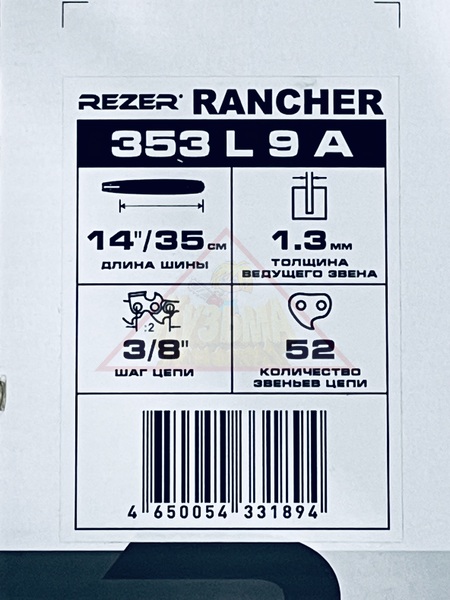 REZER RANCHER
353 L 9 A
14"/35 см
ДЛИНА ШИНЫ
1.3 мм
ТОЛЩИНА
ВЕДУЩЕГО ЗВЕНА
:2
3/8"
ШАГ ЦЕПИ
52
КОЛИЧЕСТВО
ЗВЕНЬЕВ ЦЕПИ
4 650054 331894